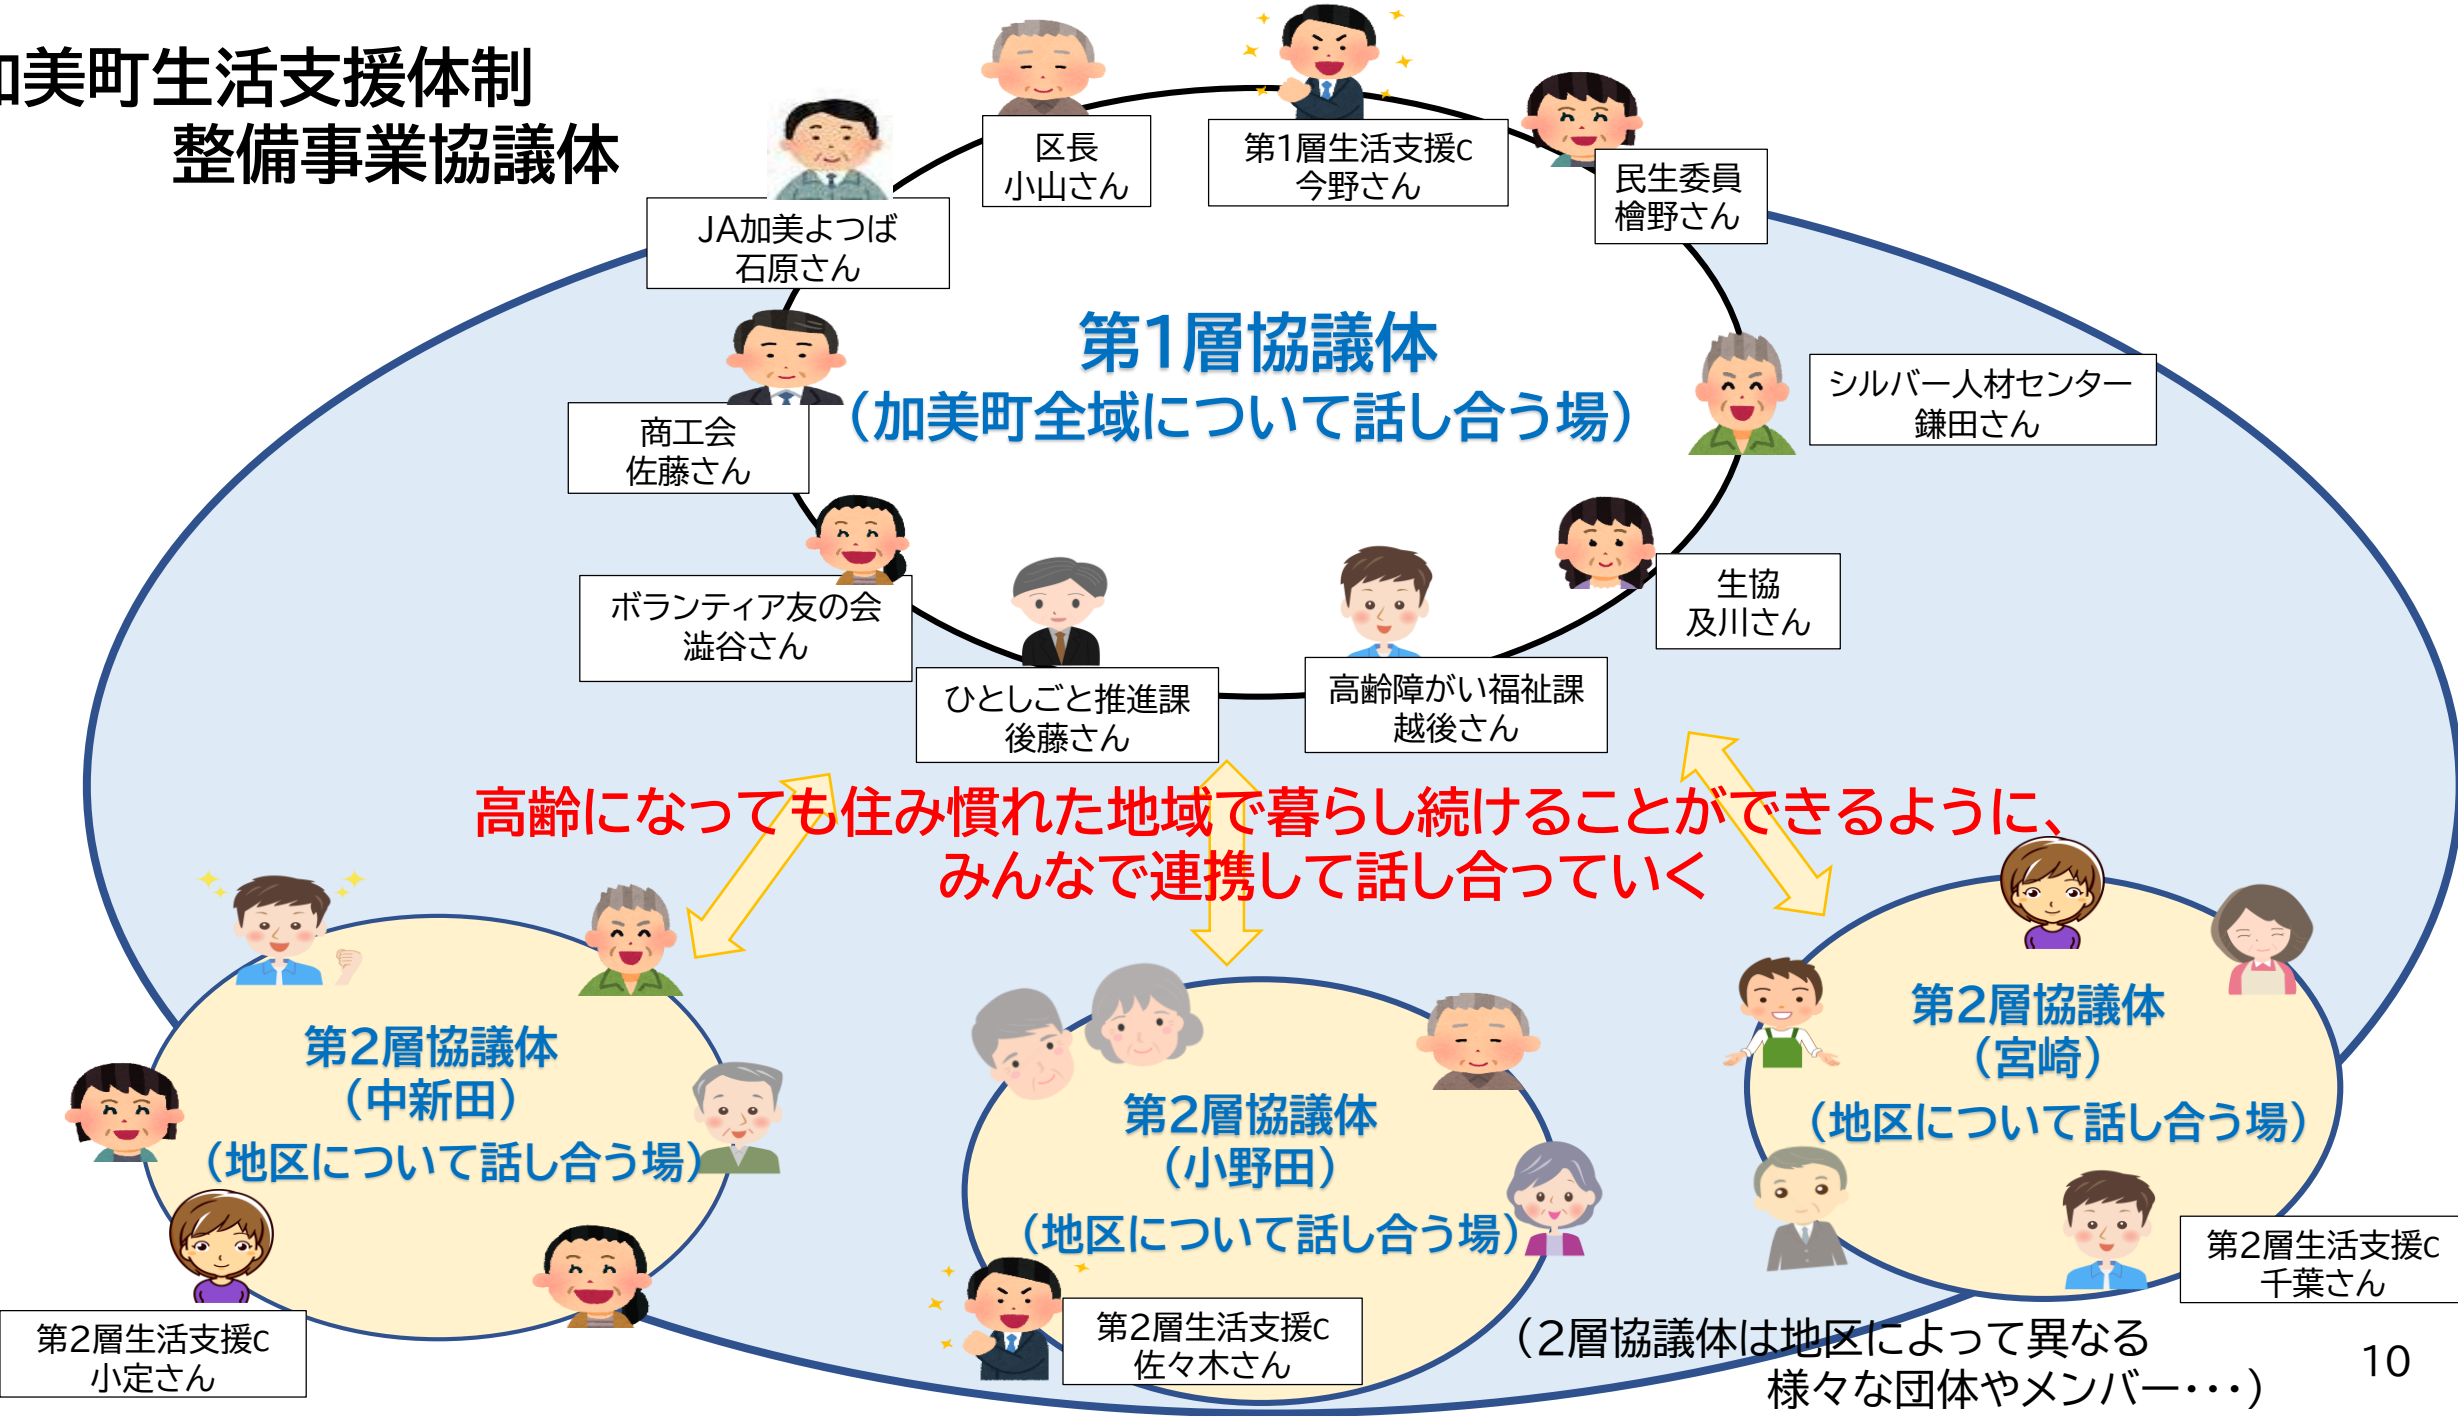 加美町生活支援体制
整備事業協議体
区長
小山さん
第1層生活支援C
今野さん
民生委員
檜野さん
JA加美よつば
石原さん
第1層協議体
（加美町全域について話し合う場）
シルバー人材センター
鎌田さん
商工会
佐藤さん
ボランティア友の会
澁谷さん
生協
及川さん
ひとしごと推進課
後藤さん
高齢障がい福祉課
越後さん
高齢になっても住み慣れた地域で暮らし続けることができるように、
みんなで連携して話し合っていく
第2層協議体
（中新田）
（地区について話し合う場）
第2層生活支援C
小定さん
第2層協議体
（小野田）
（地区について話し合う場）
第2層生活支援C
佐々木さん
第2層協議体
（宮崎）
（地区について話し合う場）
第2層生活支援C
千葉さん
（2層協議体は地区によって異なる
様々な団体やメンバー・・・）
10